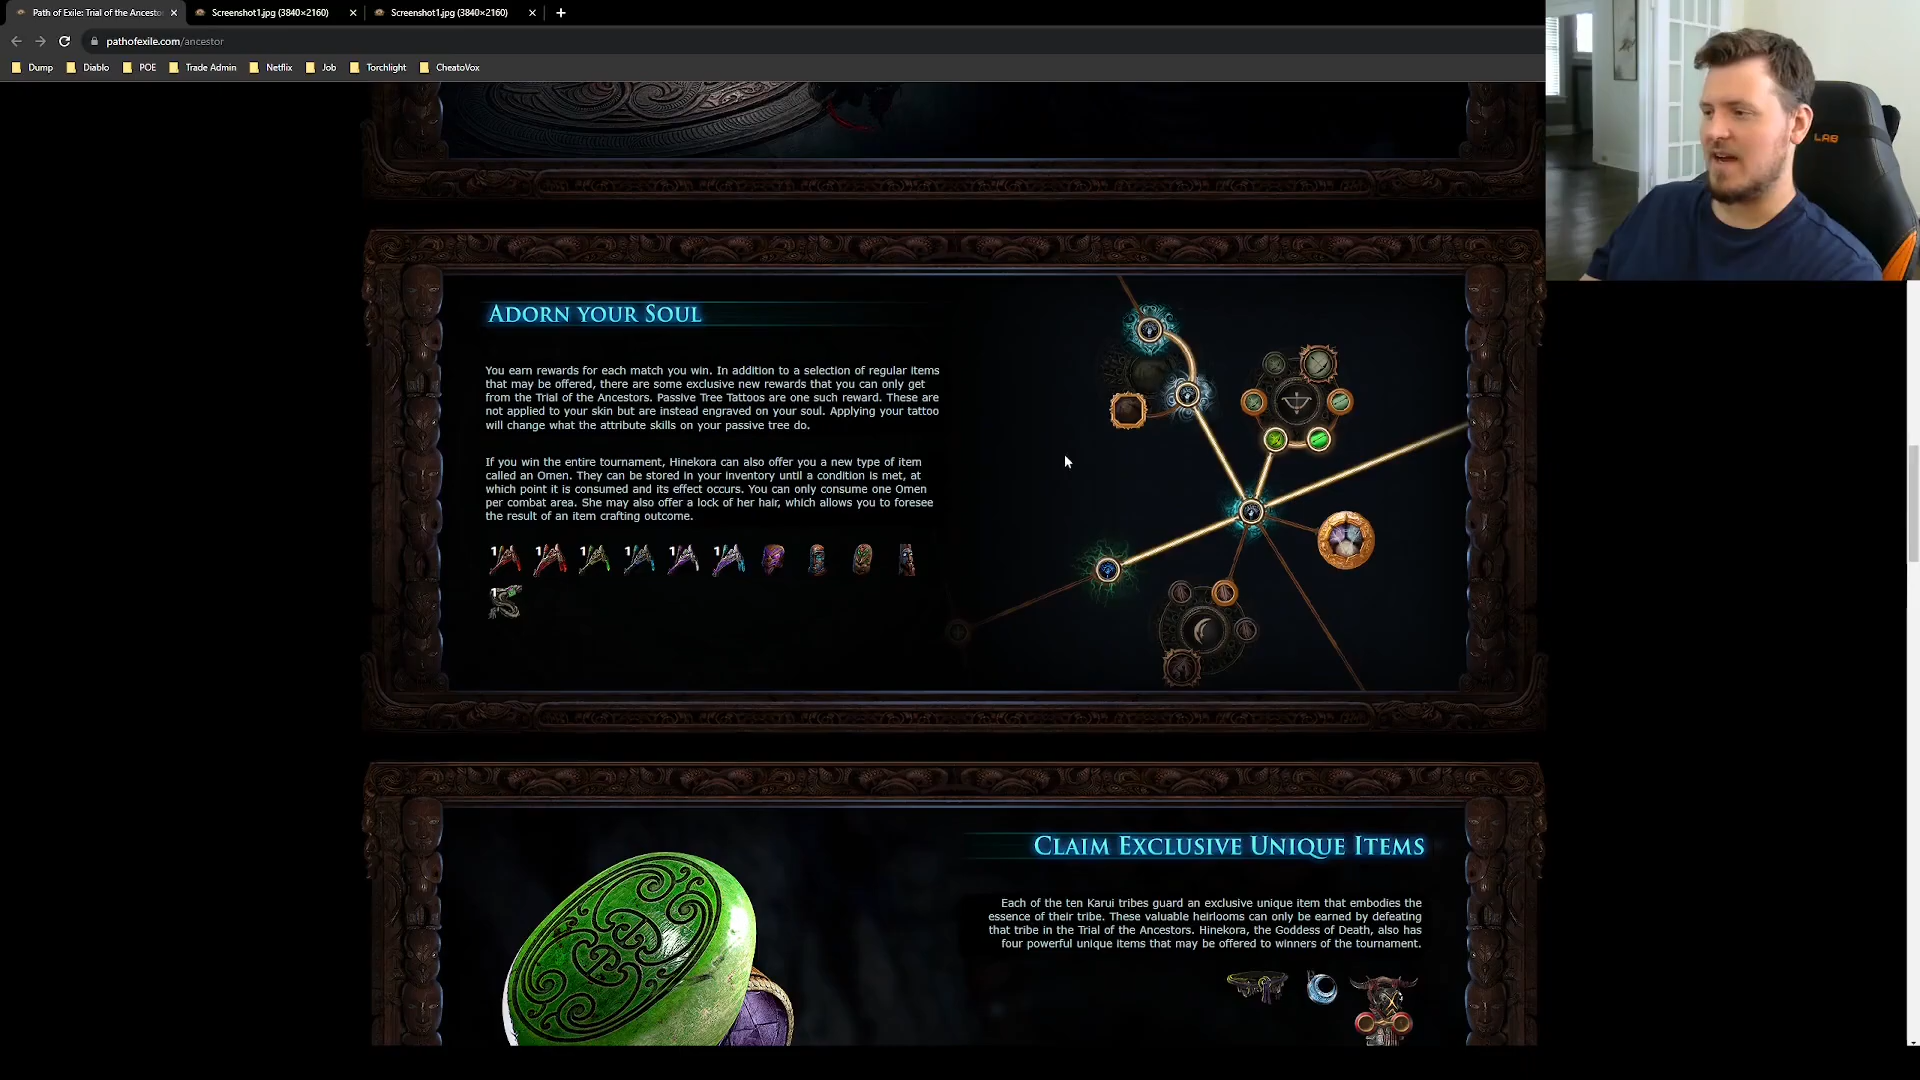 Path of Exile: Trial of the Ancesto
Screenshot1.jpg (3840×2160)
Screenshot1.jpg (3840×2160)
pathofexile.com/ancestor
Dump
Diablo
POE
Trade Admin
Netflix
Job
Torchlight
CheatoVox
LAB
ADORN YOUR SOUL
You earn rewards for each match you win. In addition to a selection of regular items
that may be offered, there are some exclusive new rewards that you can only get
from the Trial of the Ancestors. Passive Tree Tattoos are one such reward. These are
not applied to your skin but are instead engraved on your soul. Applying your tattoo
will change what the attribute skills on your passive tree do.
If you win the entire tournament, Hinekora can also offer you a new type of item
called an Omen. They can be stored in your inventory until a condition is met, at
which point it is consumed and its effect occurs. You can only consume one Omen
per combat area. She may also offer a lock of her hair, which allows you to foresee
the result of an item crafting outcome.
1 1 1 1 1 1
1
CLAIM EXCLUSIVE UNIQUE ITEMS
Each of the ten Karui tribes guard an exclusive unique item that embodies the
essence of their tribe. These valuable heirlooms can only be earned by defeating
that tribe in the Trial of the Ancestors. Hinekora, the Goddess of Death, also has
four powerful unique items that may be offered to winners of the tournament.